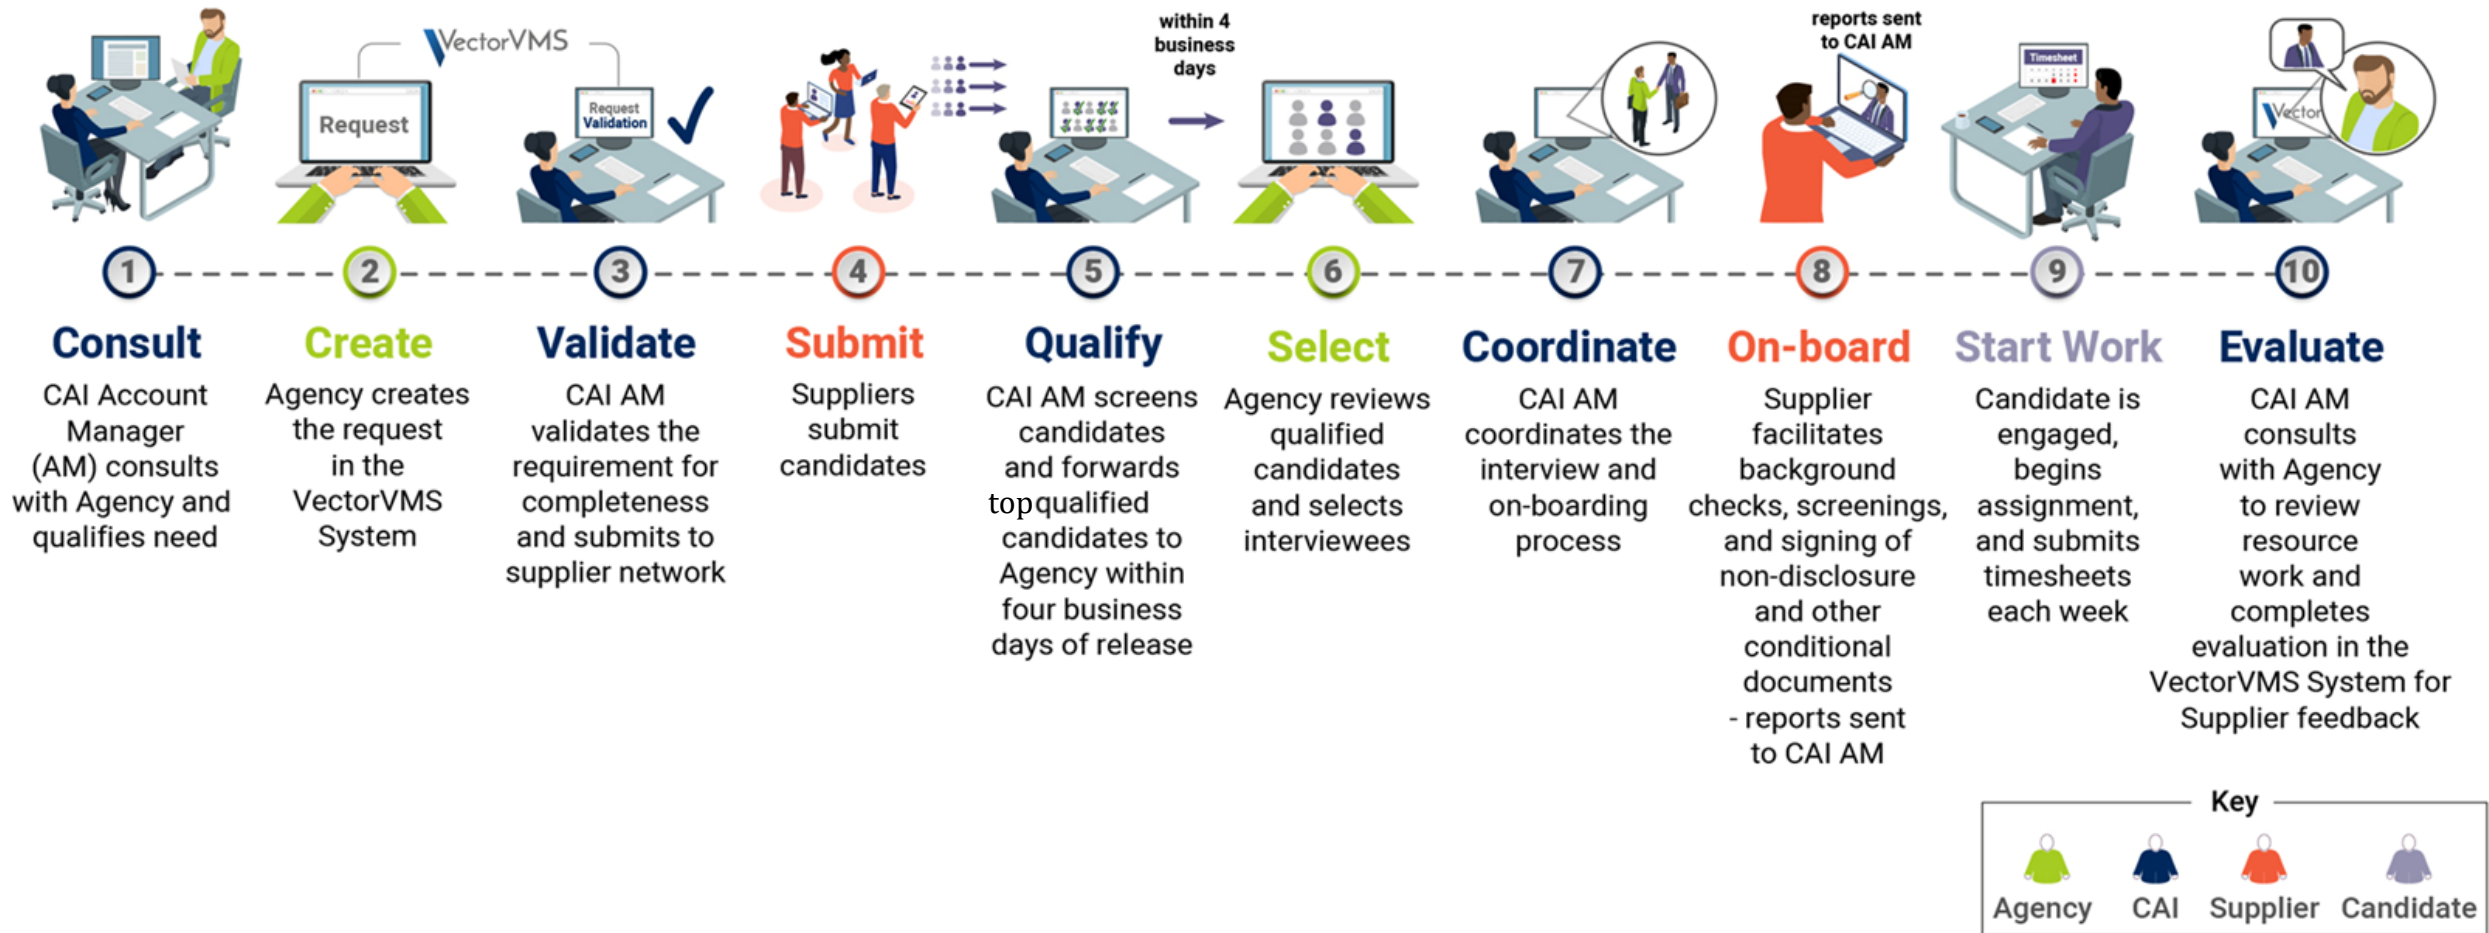 VectorVMS
Request
Request
Validation
within 4
business
days
reports sent
to CAI AM
Timesheet
Vector
1
2
3
4
5
6
7
8
9
10
Consult
CAI Account
Manager
(AM) consults
with Agency and
qualifies need
Create
Agency creates
the request
in the
VectorVMS
System
Validate
CAI AM
validates the
requirement for
completeness
and submits to
supplier network
Submit
Suppliers
submit
candidates
Qualify
CAI AM screens
candidates
and forwards
top qualified
candidates to
Agency within
four business
days of release
Select
Agency reviews
qualified
candidates
and selects
interviewees
Coordinate
CAI AM
coordinates the
interview and
on-boarding
process
On-board
Supplier
facilitates
background
checks, screenings,
and signing of
non-disclosure
and other
conditional
documents
- reports sent
to CAI AM
Start Work
Candidate is
engaged,
begins
assignment,
and submits
timesheets
each week
Evaluate
CAI AM
consults
with Agency
to review
resource
work and
completes
evaluation in the
VectorVMS System for
Supplier feedback
Key
Agency CAI Supplier Candidate